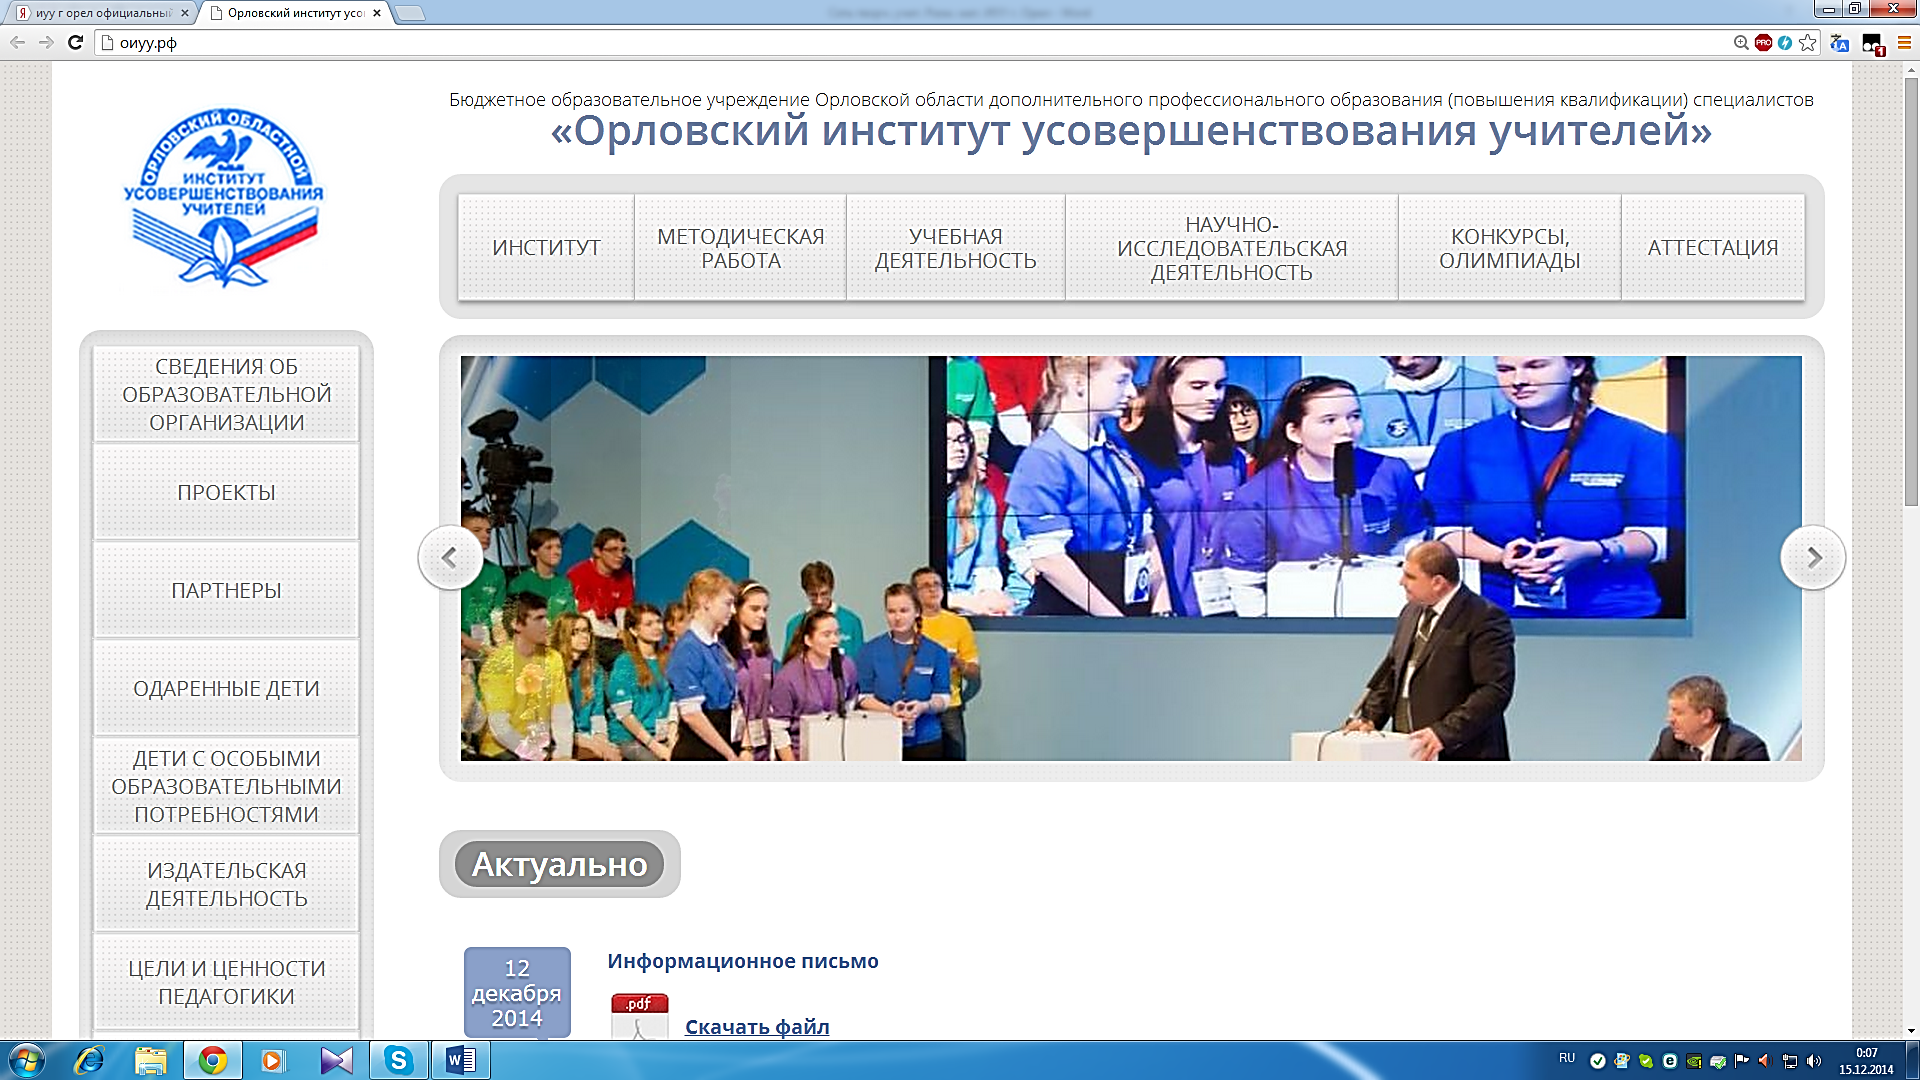 иуу г орел официальный
Орловский институт усо
оиуу.рф
Бюджетное образовательное учреждение Орловской области дополнительного профессионального образования (повышения квалификации) специалистов
«Орловский институт усовершенствования учителей»
ОРЛОВСКИЙ ОБЛАСТНОЙ
ИНСТИТУТ
УСОВЕРШЕНСТВОВАНИЯ
УЧИТЕЛЕЙ
ИНСТИТУТ
МЕТОДИЧЕСКАЯ
РАБОТА
УЧЕБНАЯ
ДЕЯТЕЛЬНОСТЬ
НАУЧНО-
ИССЛЕДОВАТЕЛЬСКАЯ
ДЕЯТЕЛЬНОСТЬ
КОНКУРСЫ,
ОЛИМПИАДЫ
АТТЕСТАЦИЯ
СВЕДЕНИЯ ОБ
ОБРАЗОВАТЕЛЬНОЙ
ОРГАНИЗАЦИИ
ПРОЕКТЫ
ПАРТНЕРЫ
ОДАРЕННЫЕ ДЕТИ
ДЕТИ С ОСОБЫМИ
ОБРАЗОВАТЕЛЬНЫМИ
ПОТРЕБНОСТЯМИ
ИЗДАТЕЛЬСКАЯ
ДЕЯТЕЛЬНОСТЬ
ЦЕЛИ И ЦЕННОСТИ
ПЕДАГОГИКИ
Актуально
12
декабря
2014
Информационное письмо
.pdf
Скачать файл
RU
0:07
15.12.2014